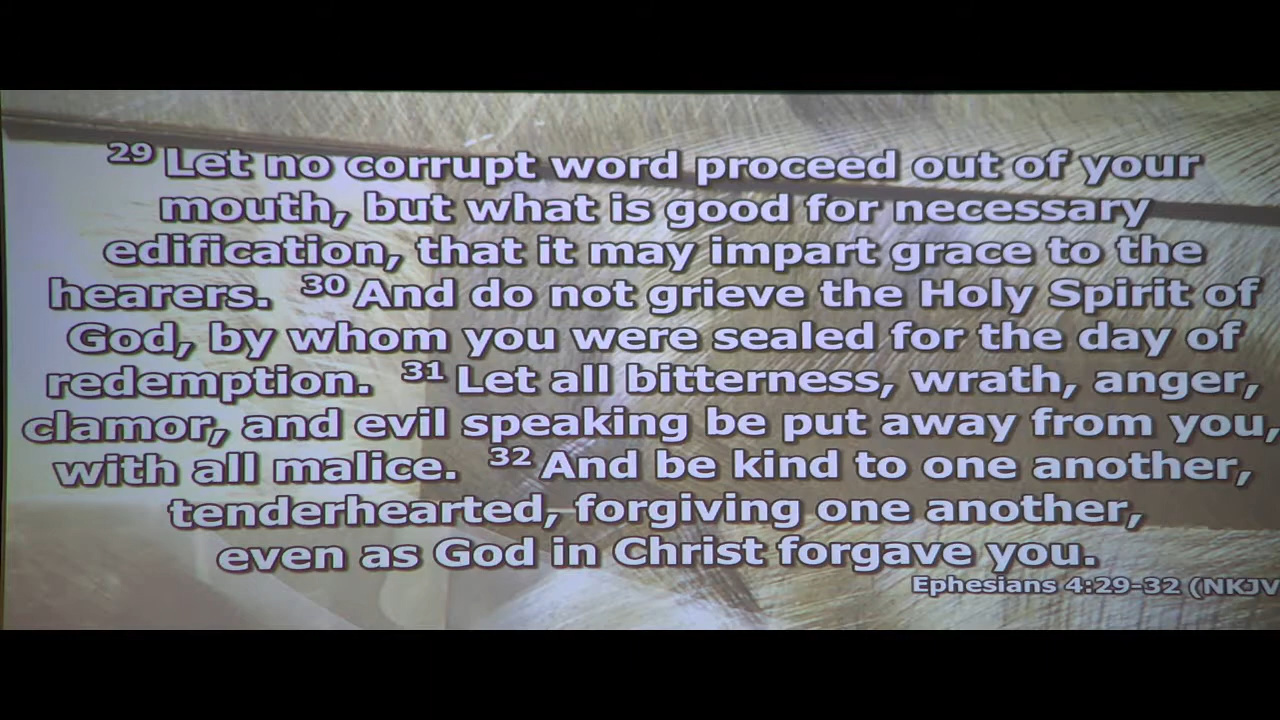 29 Let no corrupt word proceed out of your
mouth, but what is good for necessary
edification, that it may impart grace to the
hearers. 30 And do not grieve the Holy Spirit of
God, by whom you were sealed for the day of
redemption. 31 Let all bitterness, wrath, anger,
clamor, and evil speaking be put away from you,
with all malice. 32 And be kind to one another,
tenderhearted, forgiving one another,
even as God in Christ forgave you.
Ephesians 4:29-32 (NKJV